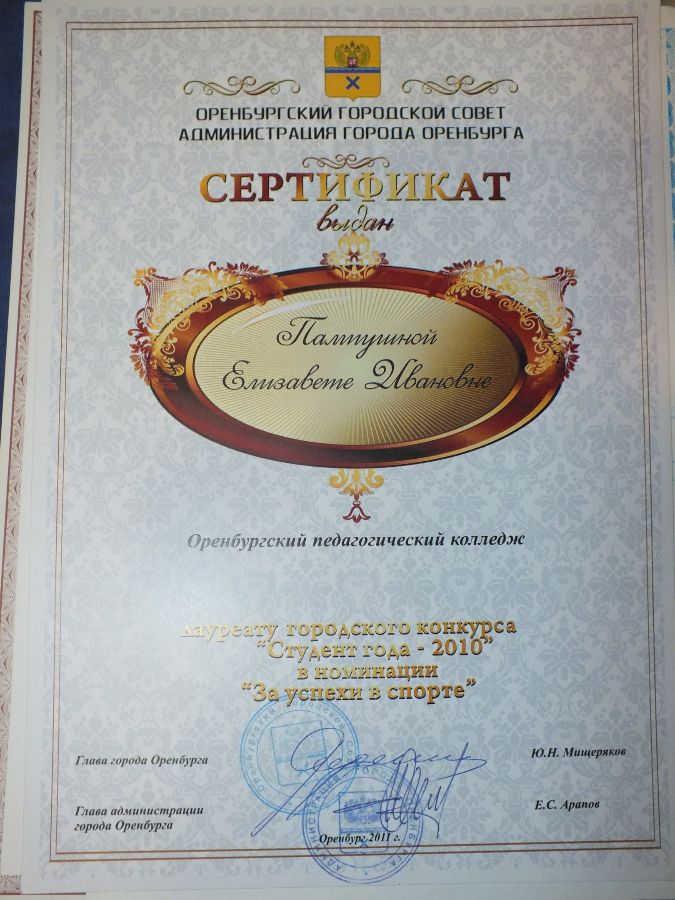 ОРЕНБУРГСКИЙ ГОРОДСКОЙ СОВЕТ
АДМИНИСТРАЦИЯ ГОРОДА ОРЕНБУРГА
СЕРТИФИКАТ
выдан
Пампушной
Елизавете Ивановне
Оренбургский педагогический колледж
лауреату городского конкурса
“Студент года - 2010”
в номинации
“За успехи в спорте”
Глава города Оренбурга
Ю.Н. Мищеряков
Глава администрации
города Оренбурга
Е.С. Арапов
Оренбург 2011 г.